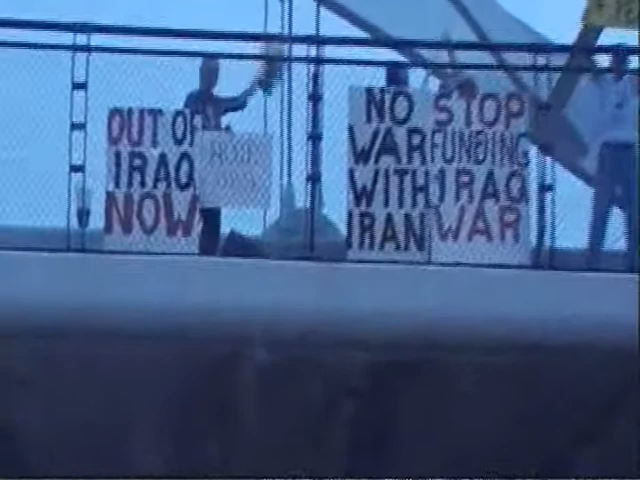 OUT OF
IRAQ
NOW
NO
WAR
WITH
IRAN
STOP
FUNDING
IRAQ
WAR